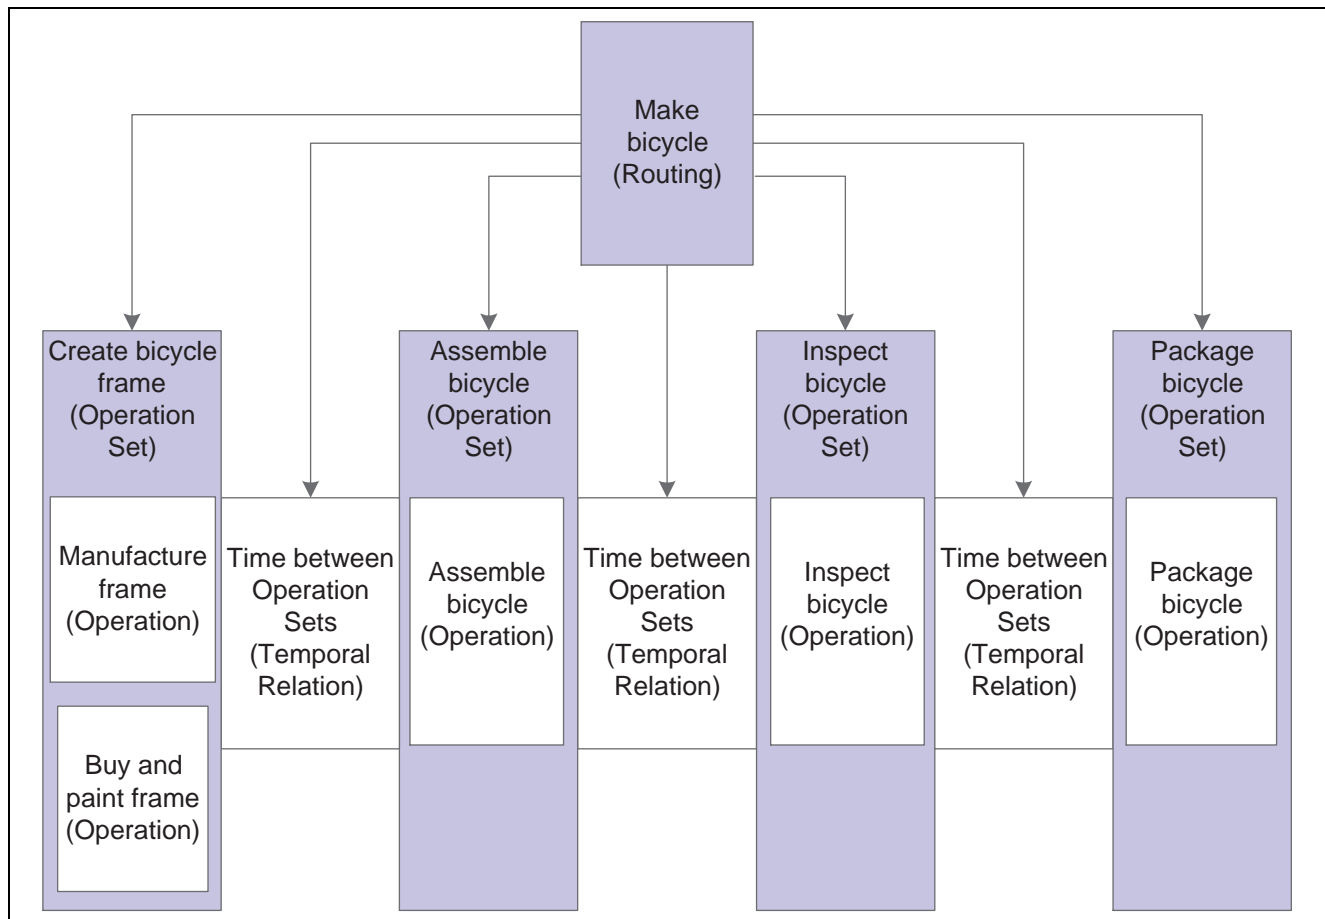 Make
bicycle
(Routing)
Create bicycle
frame
(Operation
Set)
Manufacture
frame
(Operation)
Buy and
paint frame
(Operation)
Time between
Operation
Sets
(Temporal
Relation)
Assemble
bicycle
(Operation
Set)
Assemble
bicycle
(Operation)
Time between
Operation
Sets
(Temporal
Relation)
Inspect
bicycle
(Operation
Set)
Inspect
bicycle
(Operation)
Time between
Operation
Sets
(Temporal
Relation)
Package
bicycle
(Operation
Set)
Package
bicycle
(Operation)